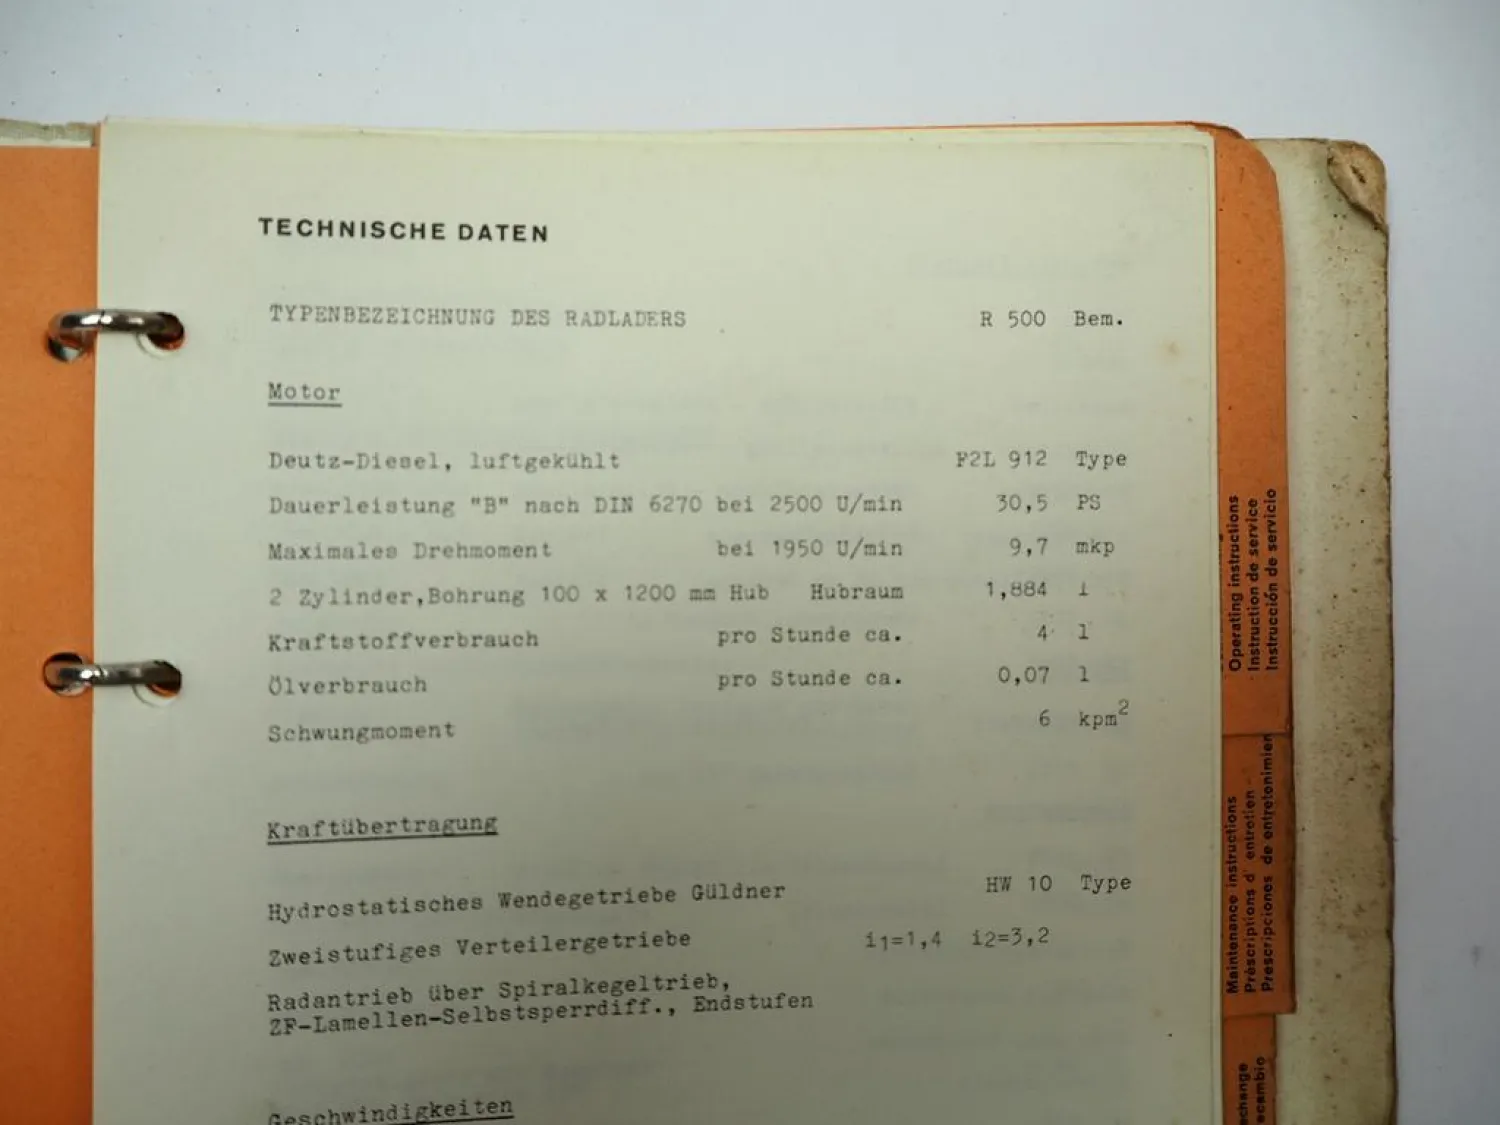 TECHNISCHE DATEN
TYPENBEZEICHNUNG DES RADLADERS R 500 Bem.
Motor
Deutz-Diesel, luftgekühlt F2L 912 Type
Dauerleistung "B" nach DIN 6270 bei 2500 U/min 30,5 PS
Maximales Drehmoment bei 1950 U/min 9,7 mkp
2 Zylinder,Bohrung 100 x 1200 mm Hub Hubraum 1,884 l
Kraftstoffverbrauch pro Stunde ca. 4 l
Ölverbrauch pro Stunde ca. 0,07 l
Schwungmoment 6 kpm²
Kraftübertragung
Hydrostatisches Wendegetriebe Güldner HW 10 Type
Zweistufiges Verteilergetriebe i1=1,4 i2=3,2
Radantrieb über Spiralkegeltrieb,
ZF-Lamellen-Selbstsperrdiff., Endstufen
Geschwindigkeiten
Operating instructions
Instruction de service
Instrucción de servicio
Maintenance instructions
Préscriptions d' entretien
Prescripciones de entretenimien
echange
ecambio